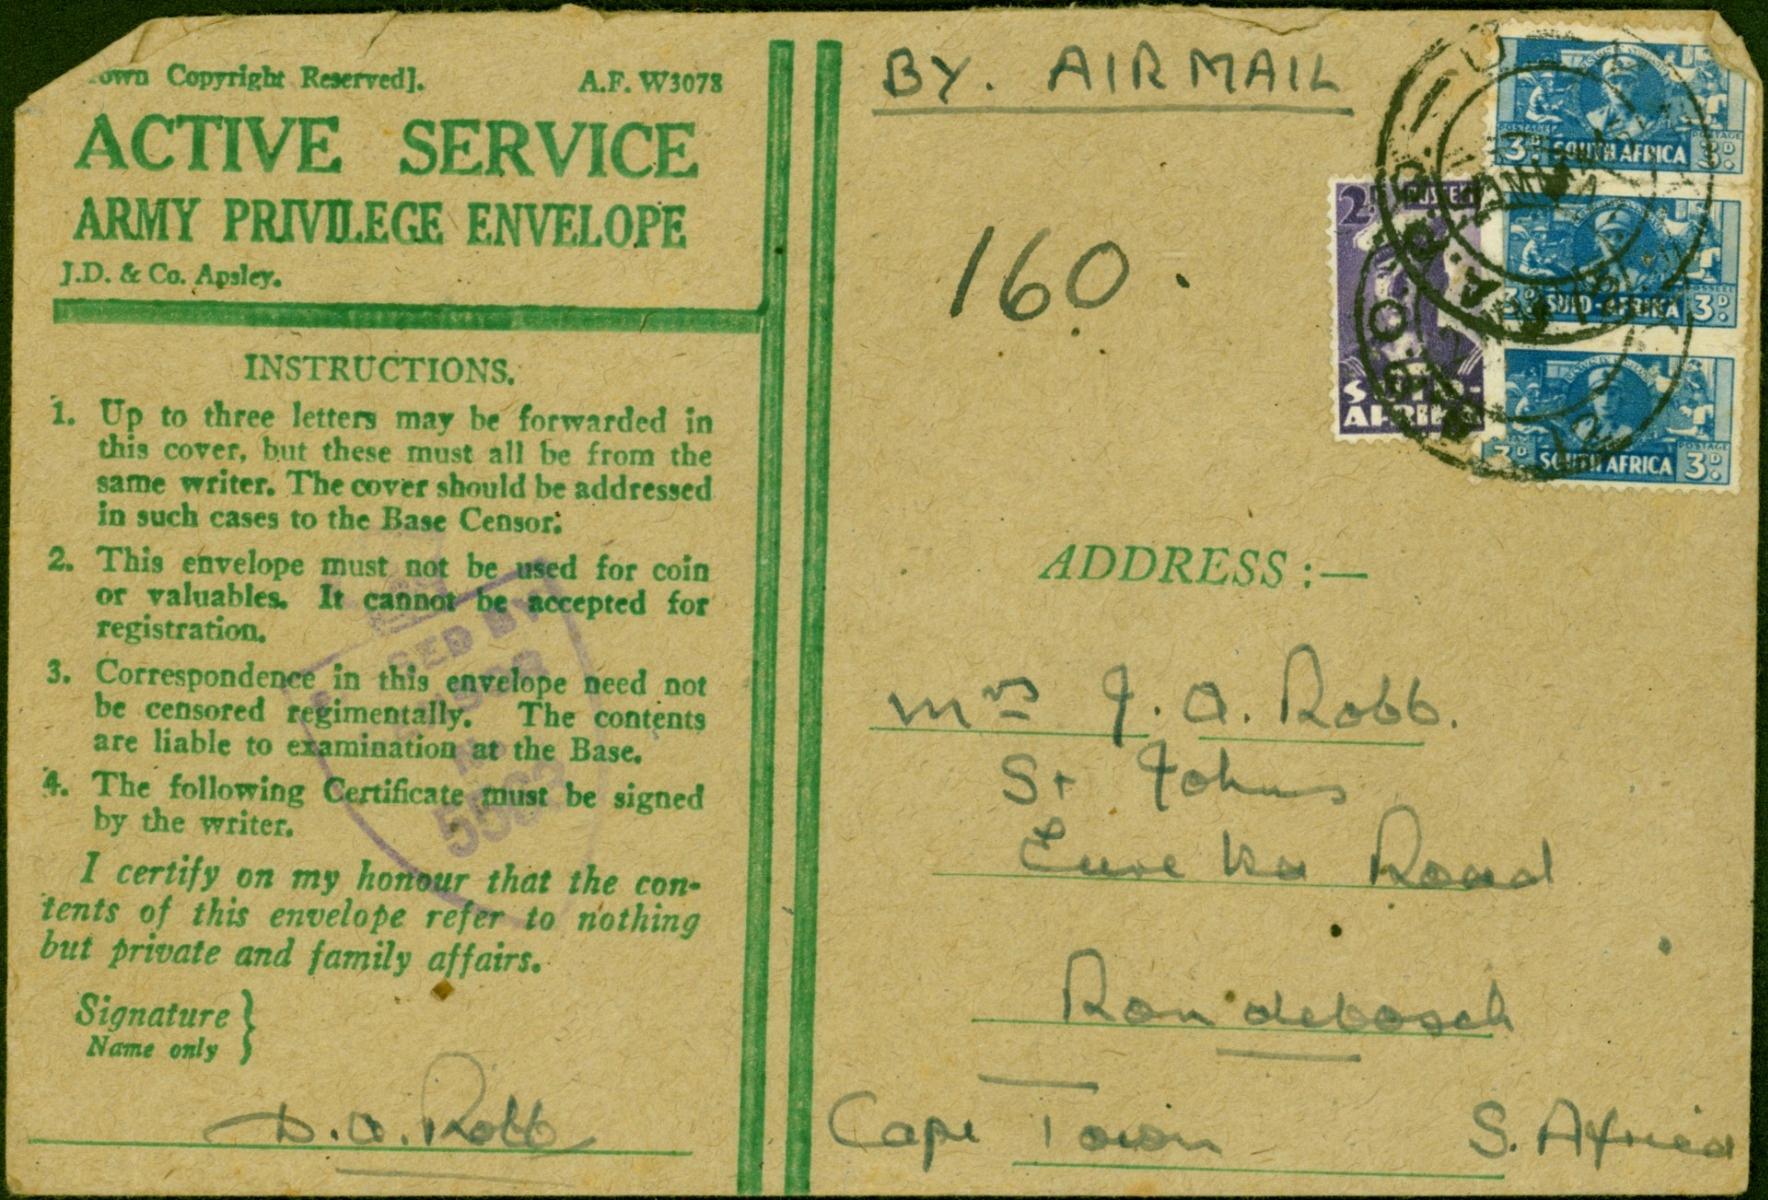 Copyright Reserved]. A.F. W3078
ACTIVE SERVICE
ARMY PRIVILEGE ENVELOPE
J.D. & Co. Apsley.
INSTRUCTIONS.
1. Up to three letters may be forwarded in
this cover, but these must all be from the
same writer. The cover should be addressed
in such cases to the Base Censor.
2. This envelope must not be used for coin
or valuables. It cannot be accepted for
registration.
3. Correspondence in this envelope need not
be censored regimentally. The contents
are liable to examination at the Base.
4. The following Certificate must be signed
by the writer.
I certify on my honour that the con-
tents of this envelope refer to nothing
but private and family affairs.
Signature }
Name only
D. A. Robb
BY. AIR MAIL
160.
3D. SOUTH AFRICA 3D.
SUID-AFRIKA 3D.
3D SOUTH AFRICA 3D.
ADDRESS :—
Mrs J. A. Robb.
St Johns
Eureka Road
Rondebosch
Cape Town S. Africa